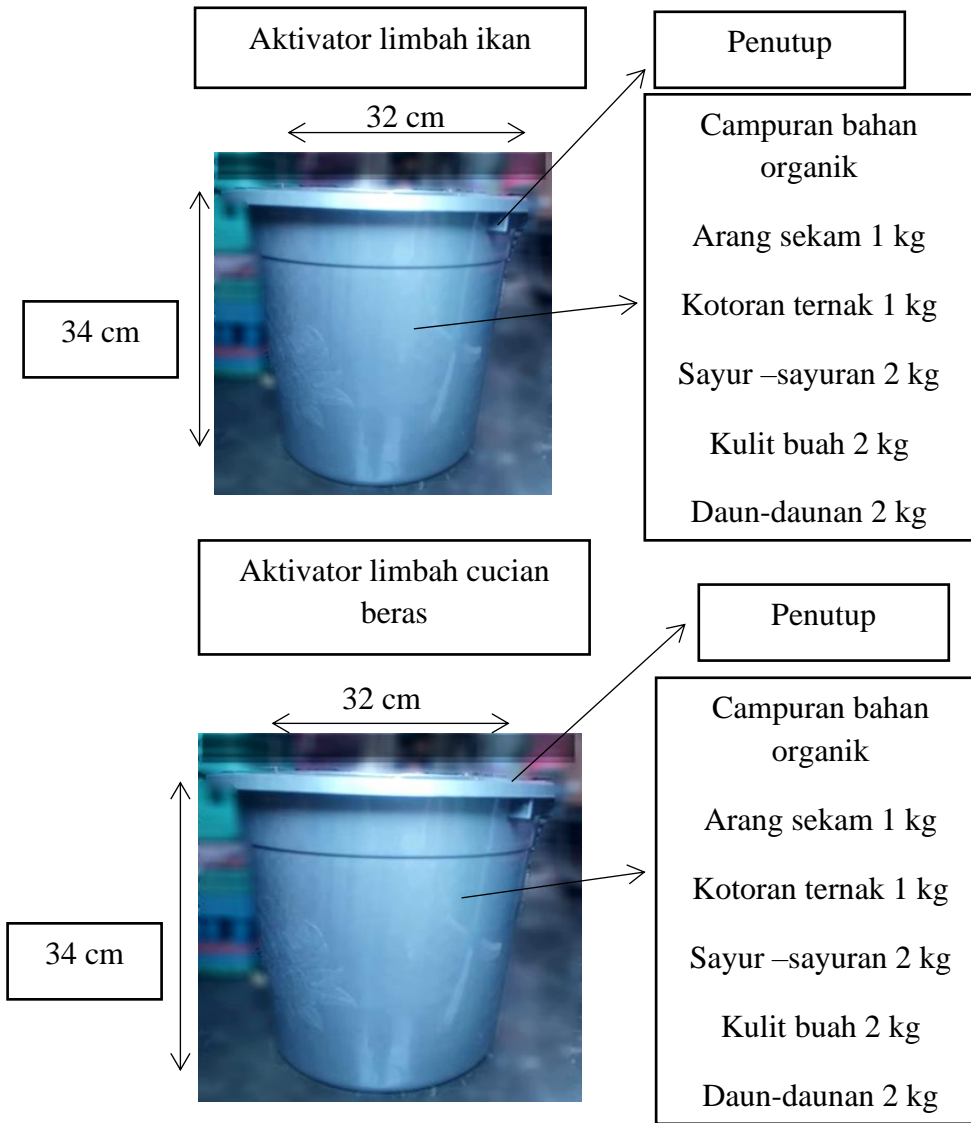 Aktivator limbah ikan
Penutup
32 cm
34 cm
Campuran bahan
organik
Arang sekam 1 kg
Kotoran ternak 1 kg
Sayur –sayuran 2 kg
Kulit buah 2 kg
Daun-daunan 2 kg
Aktivator limbah cucian
beras
Penutup
32 cm
34 cm
Campuran bahan
organik
Arang sekam 1 kg
Kotoran ternak 1 kg
Sayur –sayuran 2 kg
Kulit buah 2 kg
Daun-daunan 2 kg